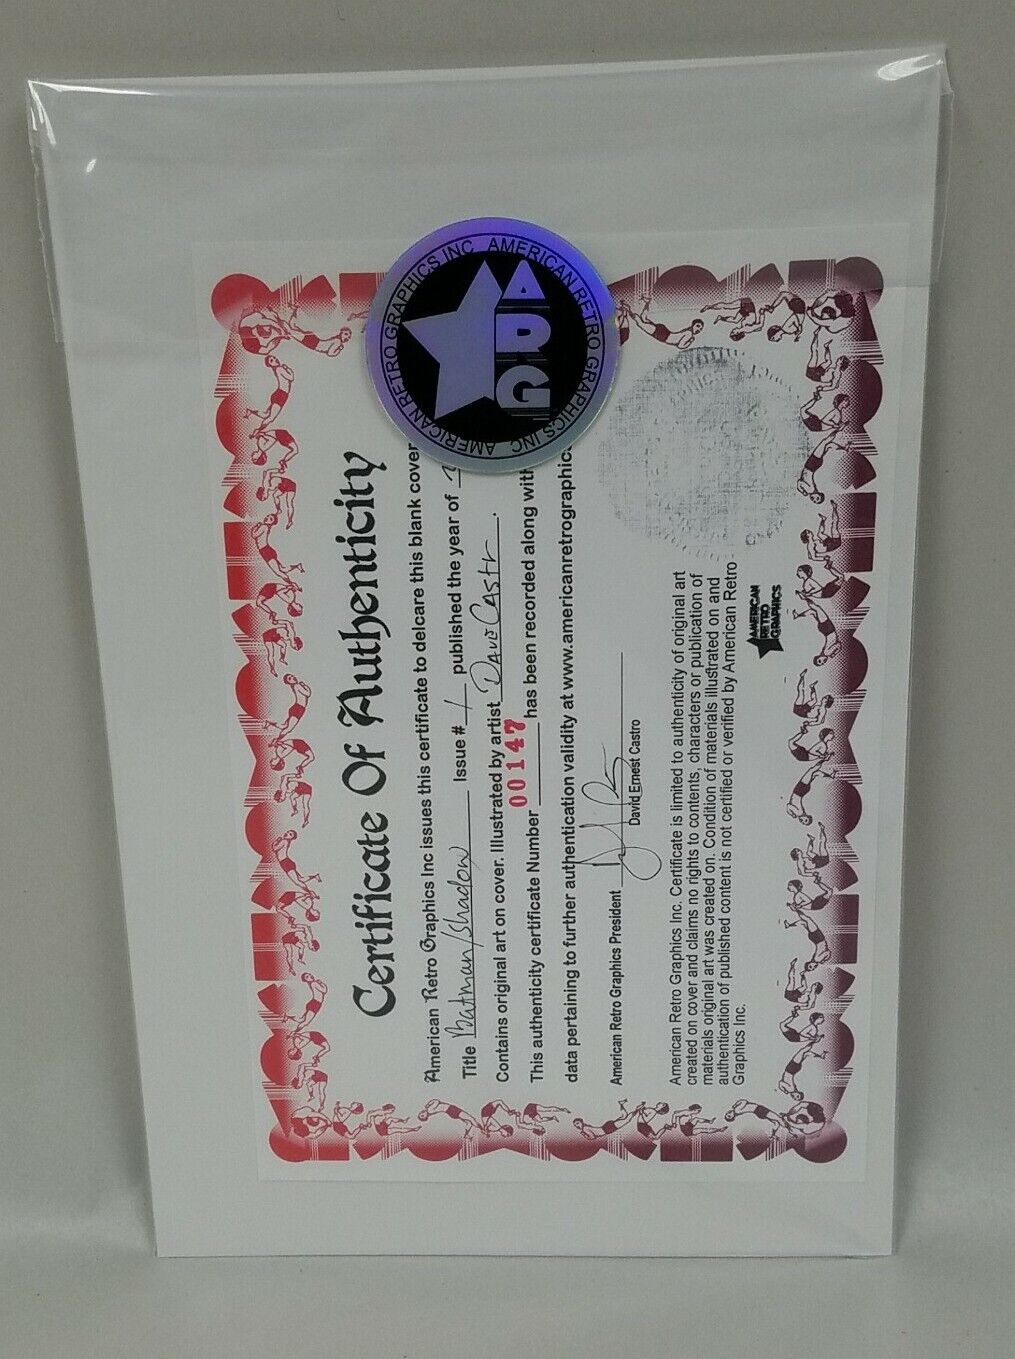 Certificate Of Authenticity
American Retro Graphics Inc issues this certificate to delcare this blank cover
Title Batman/Shadow Issue # 1 published the year of
Contains original art on cover. Illustrated by artist Dave Castr.
This authenticity certificate Number 00147 has been recorded along with
data pertaining to further authentication validity at www.americanretrographics
American Retro Graphics President
David Ernest Castro
American Retro Graphics Inc. Certificate is limited to authenticity of original art
created on cover and claims no rights to contents, characters or publication of
materials original art was created on. Condition of materials illustrated on and
authentication of published content is not certified or verified by American Retro
Graphics Inc.
AMERICAN
RETRO
GRAPHICS
AMERICAN RETRO GRAPHICS INC AMERICAN RETRO GRAPHICS INC
ARG